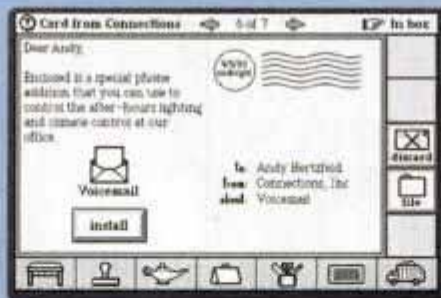 Card from Connections
6 of 7
In box
Dear Andy,
Enclosed is a special phone
addition that you can use to
control the after-hours lighting
and climate control at our
office.
Voicemail
install
to: Andy Hertzfeld
from: Connections, Inc
about: Voicemail
discard
file